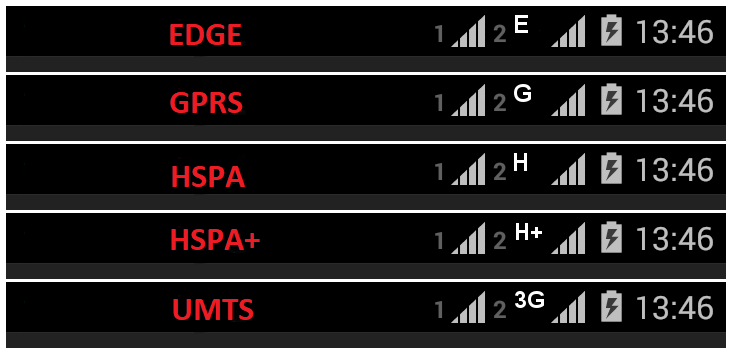 EDGE 1 2 E 13:46
GPRS 1 2 G 13:46
HSPA 1 2 H 13:46
HSPA+ 1 2 H+ 13:46
UMTS 1 2 3G 13:46